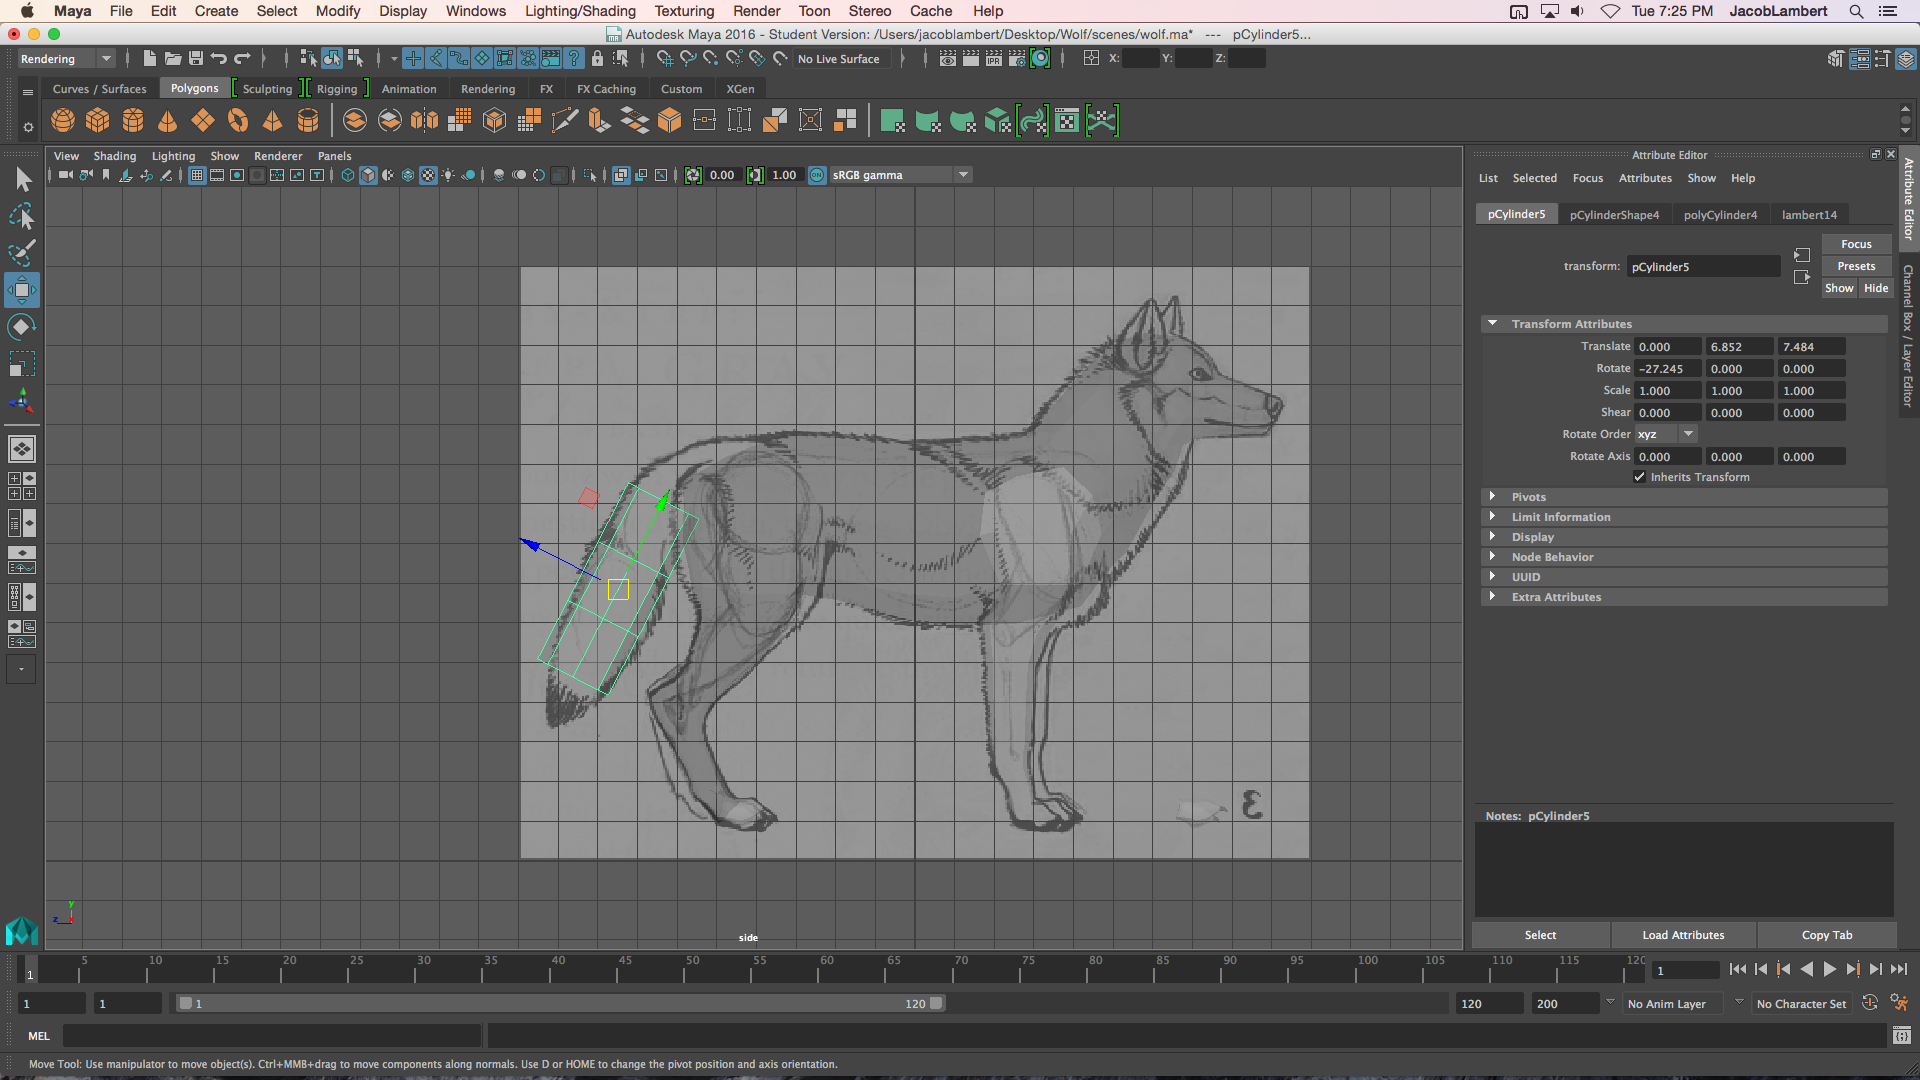 Maya File Edit Create Select Modify Display Windows Lighting/Shading Texturing Render Toon Stereo Cache Help Tue 7:25 PM JacobLambert
Autodesk Maya 2016 - Student Version: /Users/jacoblambert/Desktop/Wolf/scenes/wolf.ma* --- pCylinder5...
Rendering No Live Surface IPR X: Y: Z:
Curves / Surfaces Polygons Sculpting Rigging Animation Rendering FX FX Caching Custom XGen
View Shading Lighting Show Renderer Panels
0.00 1.00 ON sRGB gamma
Attribute Editor
List Selected Focus Attributes Show Help
pCylinder5 pCylinderShape4 polyCylinder4 lambert14
Focus
transform: pCylinder5 Presets
Show Hide
Transform Attributes
Translate 0.000 6.852 7.484
Rotate -27.245 0.000 0.000
Scale 1.000 1.000 1.000
Shear 0.000 0.000 0.000
Rotate Order xyz
Rotate Axis 0.000 0.000 0.000
Inherits Transform
Pivots
Limit Information
Display
Node Behavior
UUID
Extra Attributes
Attribute Editor
Channel Box / Layer Editor
Notes: pCylinder5
Select Load Attributes Copy Tab
y
z
side
5 10 15 20 25 30 35 40 45 50 55 60 65 70 75 80 85 90 95 100 105 110 115 120
1 1
1 1 1 120 120 200 No Anim Layer No Character Set
MEL
Move Tool: Use manipulator to move object(s). Ctrl+MMB+drag to move components along normals. Use D or HOME to change the pivot position and axis orientation.